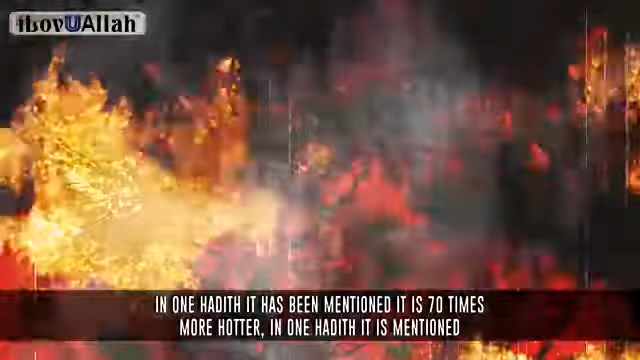 iLovUAllah
IN ONE HADITH IT HAS BEEN MENTIONED IT IS 70 TIMES
MORE HOTTER, IN ONE HADITH IT IS MENTIONED